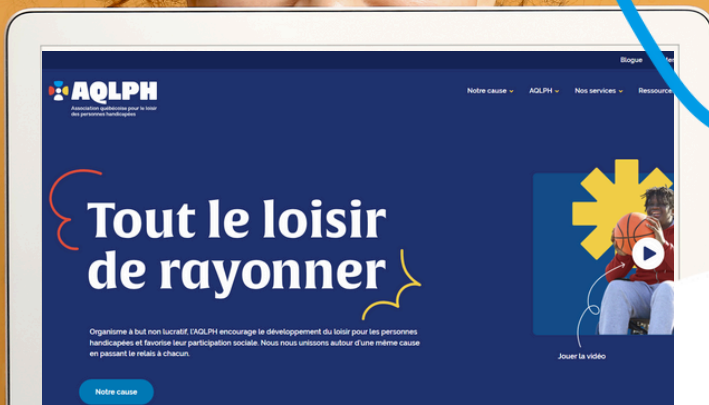 Blogue
AQLPH
Association québécoise pour le loisir
des personnes handicapées
Notre cause
AQLPH
Nos services
Ressource
Tout le loisir
de rayonner
Organisme à but non lucratif, l'AQLPH encourage le développement du loisir pour les personnes
handicapées et favorise leur participation sociale. Nous nous unissons autour d'une même cause
en passant le relais à chacun.
Jouer la vidéo
Notre cause